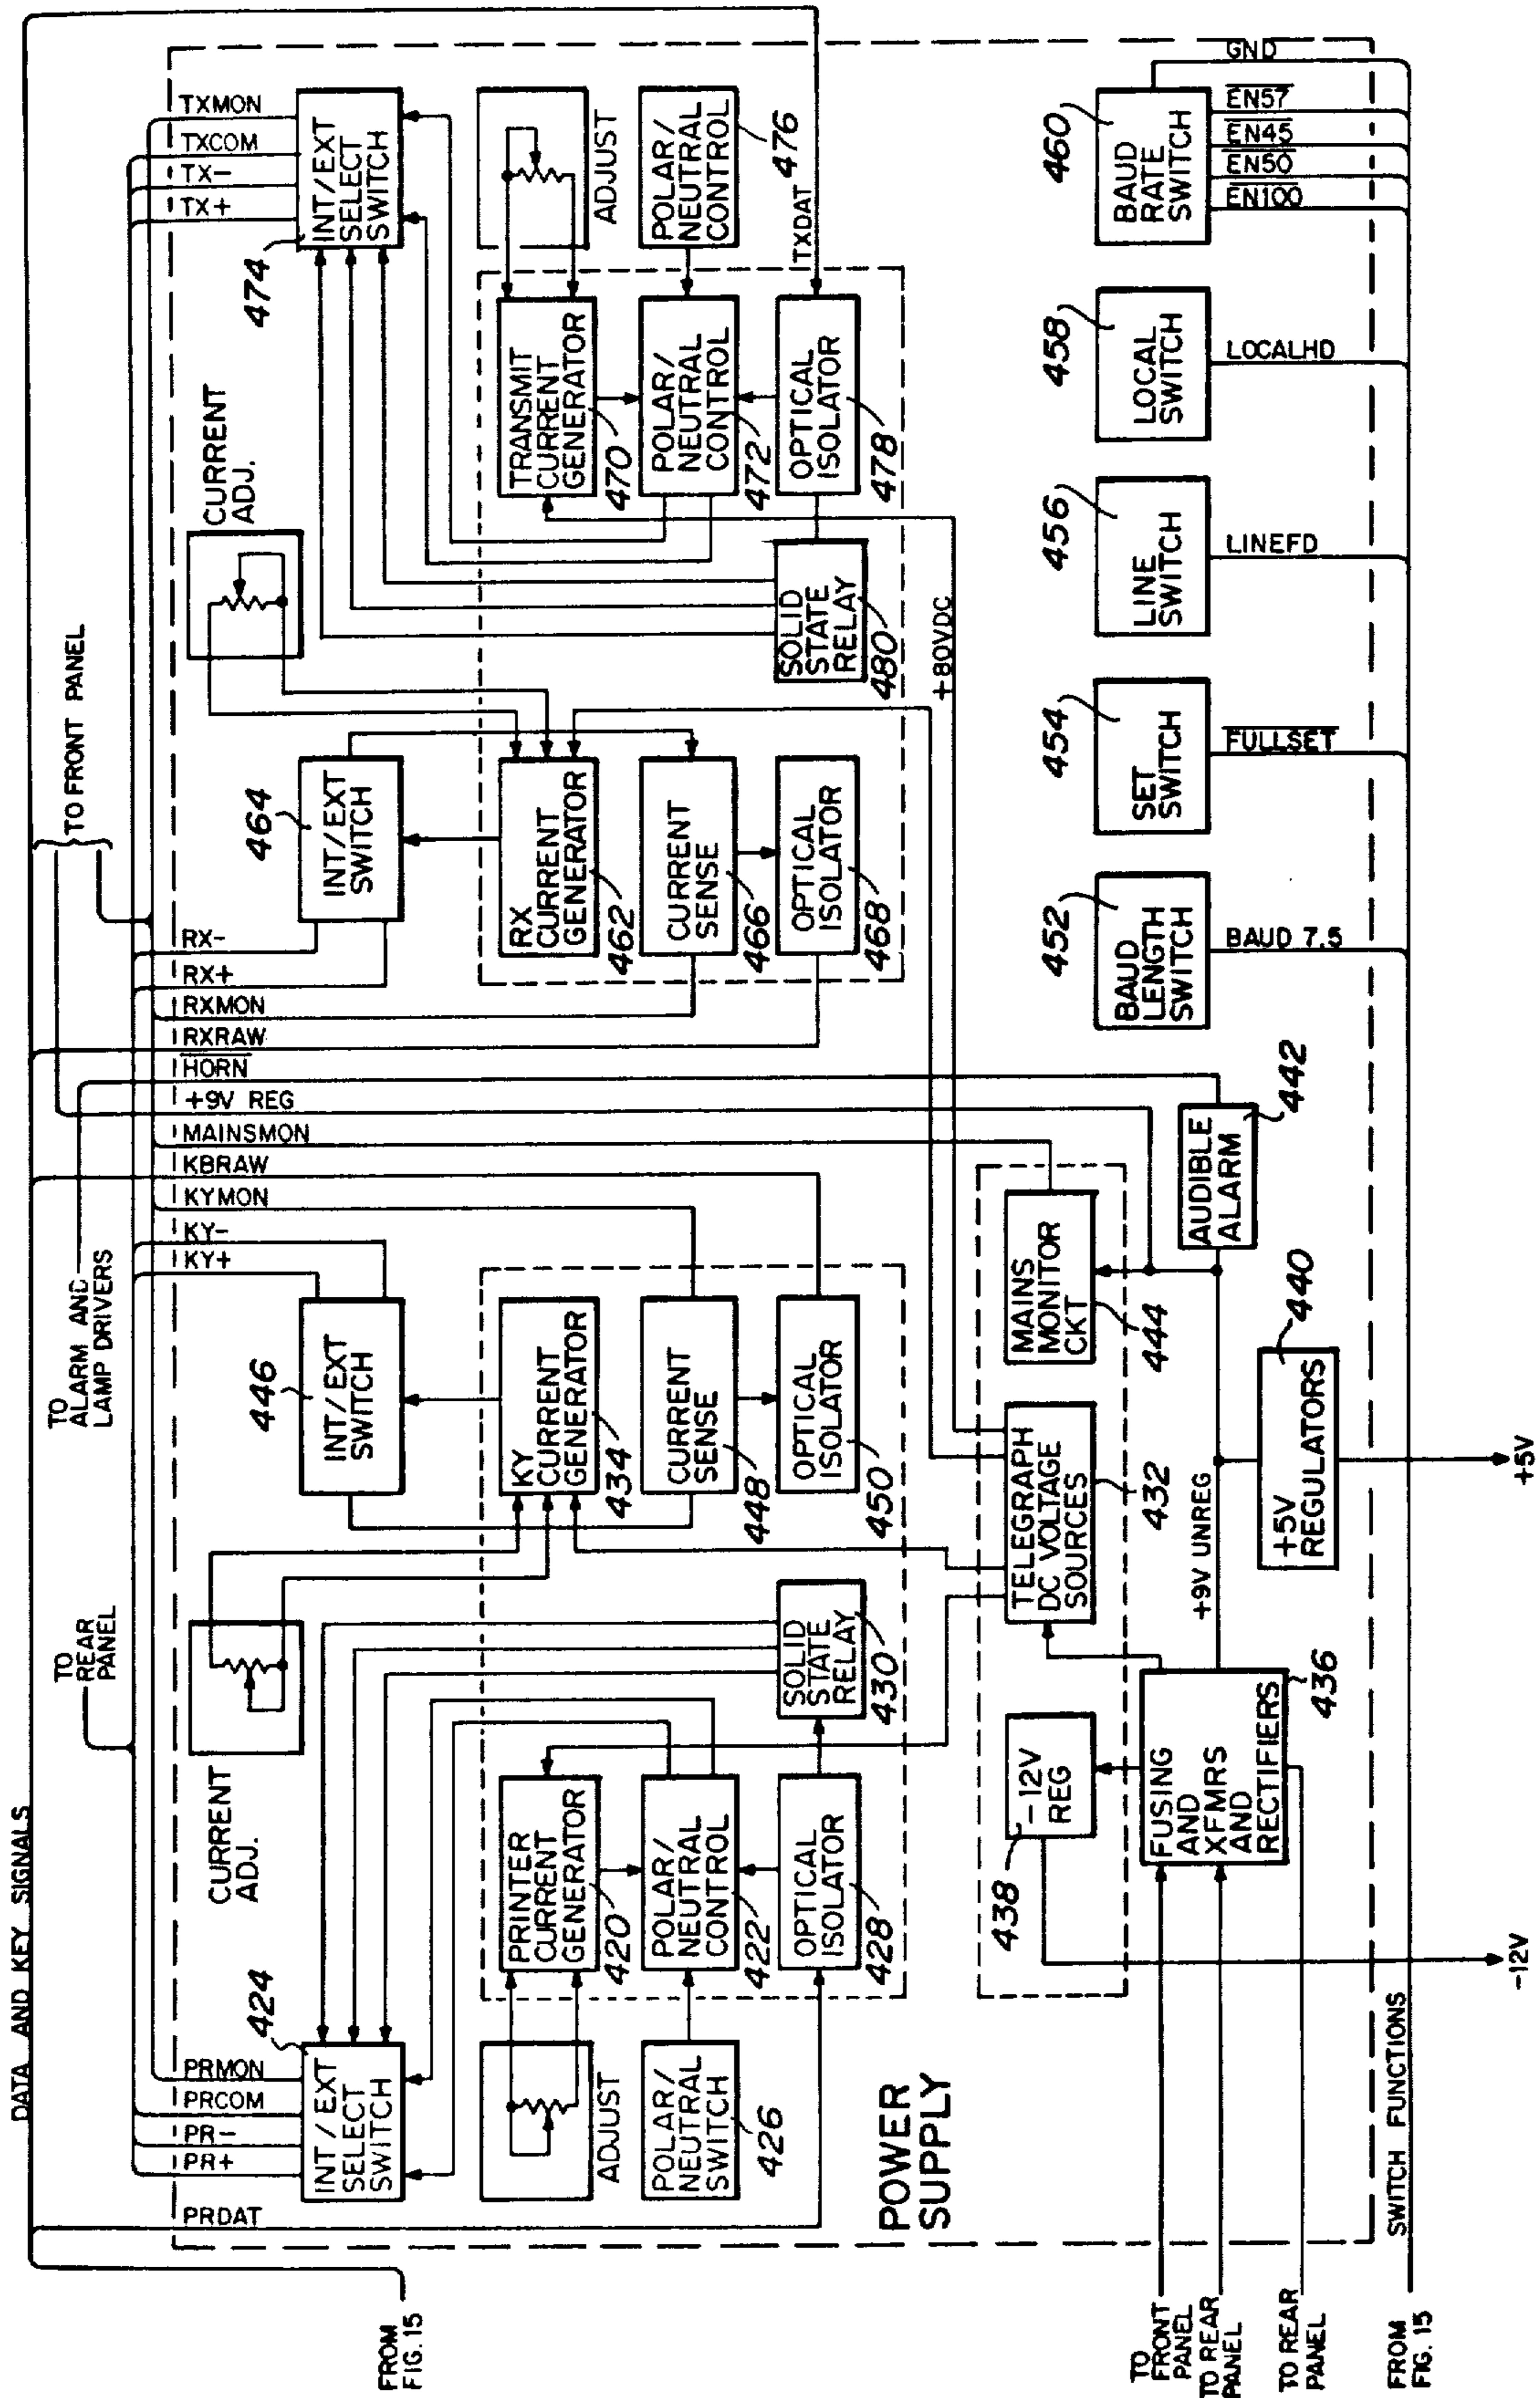 DATA AND KEY SIGNALS
TO
REAR
PANEL
TO
ALARM AND
LAMP DRIVERS
TO FRONT PANEL
FROM
FIG. 15
PRDAT
PR+
PR-
PRCOM
PRMON
KY+
KY-
KYMON
KBRAW
MAINSMON
+9V REG
HORN
RXRAW
RXMON
RX+
RX-
TX+
TX-
TXCOM
TXMON
424
INT/EXT
SELECT
SWITCH
CURRENT
ADJ.
446
INT/EXT
SWITCH
464
INT/EXT
SWITCH
CURRENT
ADJ.
474
INT/EXT
SELECT
SWITCH
ADJUST
PRINTER
CURRENT
GENERATOR
420
KY
CURRENT
GENERATOR
434
RX
CURRENT
GENERATOR
462
TRANSMIT
CURRENT
GENERATOR
470
ADJUST
POLAR/
NEUTRAL
SWITCH
426
POLAR/
NEUTRAL
CONTROL
422
CURRENT
SENSE
448
CURRENT
SENSE
466
POLAR/
NEUTRAL
CONTROL
472
POLAR/
NEUTRAL
CONTROL
476
OPTICAL
ISOLATOR
428
SOLID
STATE
RELAY
430
OPTICAL
ISOLATOR
450
OPTICAL
ISOLATOR
468
SOLID
STATE
RELAY
480
OPTICAL
ISOLATOR
478
TXDAT
POWER
SUPPLY
+80VDC
438
-12V
REG
TELEGRAPH
DC VOLTAGE
SOURCES
432
MAINS
MONITOR
CKT
444
FUSING
AND
XFMRS
AND
RECTIFIERS
436
+9V UNREG
+5V
REGULATORS
440
AUDIBLE
ALARM
442
452
BAUD
LENGTH
SWITCH
BAUD 7.5
454
SET
SWITCH
FULLSET
456
LINE
SWITCH
LINEFD
458
LOCAL
SWITCH
LOCALHD
460
BAUD
RATE
SWITCH
EN100
EN50
EN45
EN57
GND
TO
FRONT
PANEL
TO REAR
PANEL
TO REAR
PANEL
FROM
FIG. 15
SWITCH FUNCTIONS
-12V
+5V